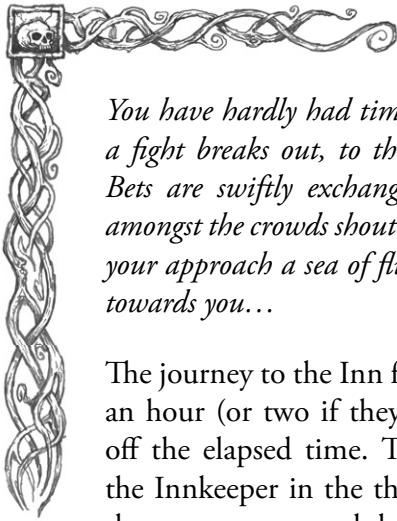 You have hardly had tim
a fight breaks out, to th
Bets are swiftly exchang
amongst the crowds shout
your approach a sea of fli
towards you…
The journey to the Inn f
an hour (or two if they
off the elapsed time. T
the Innkeeper in the th